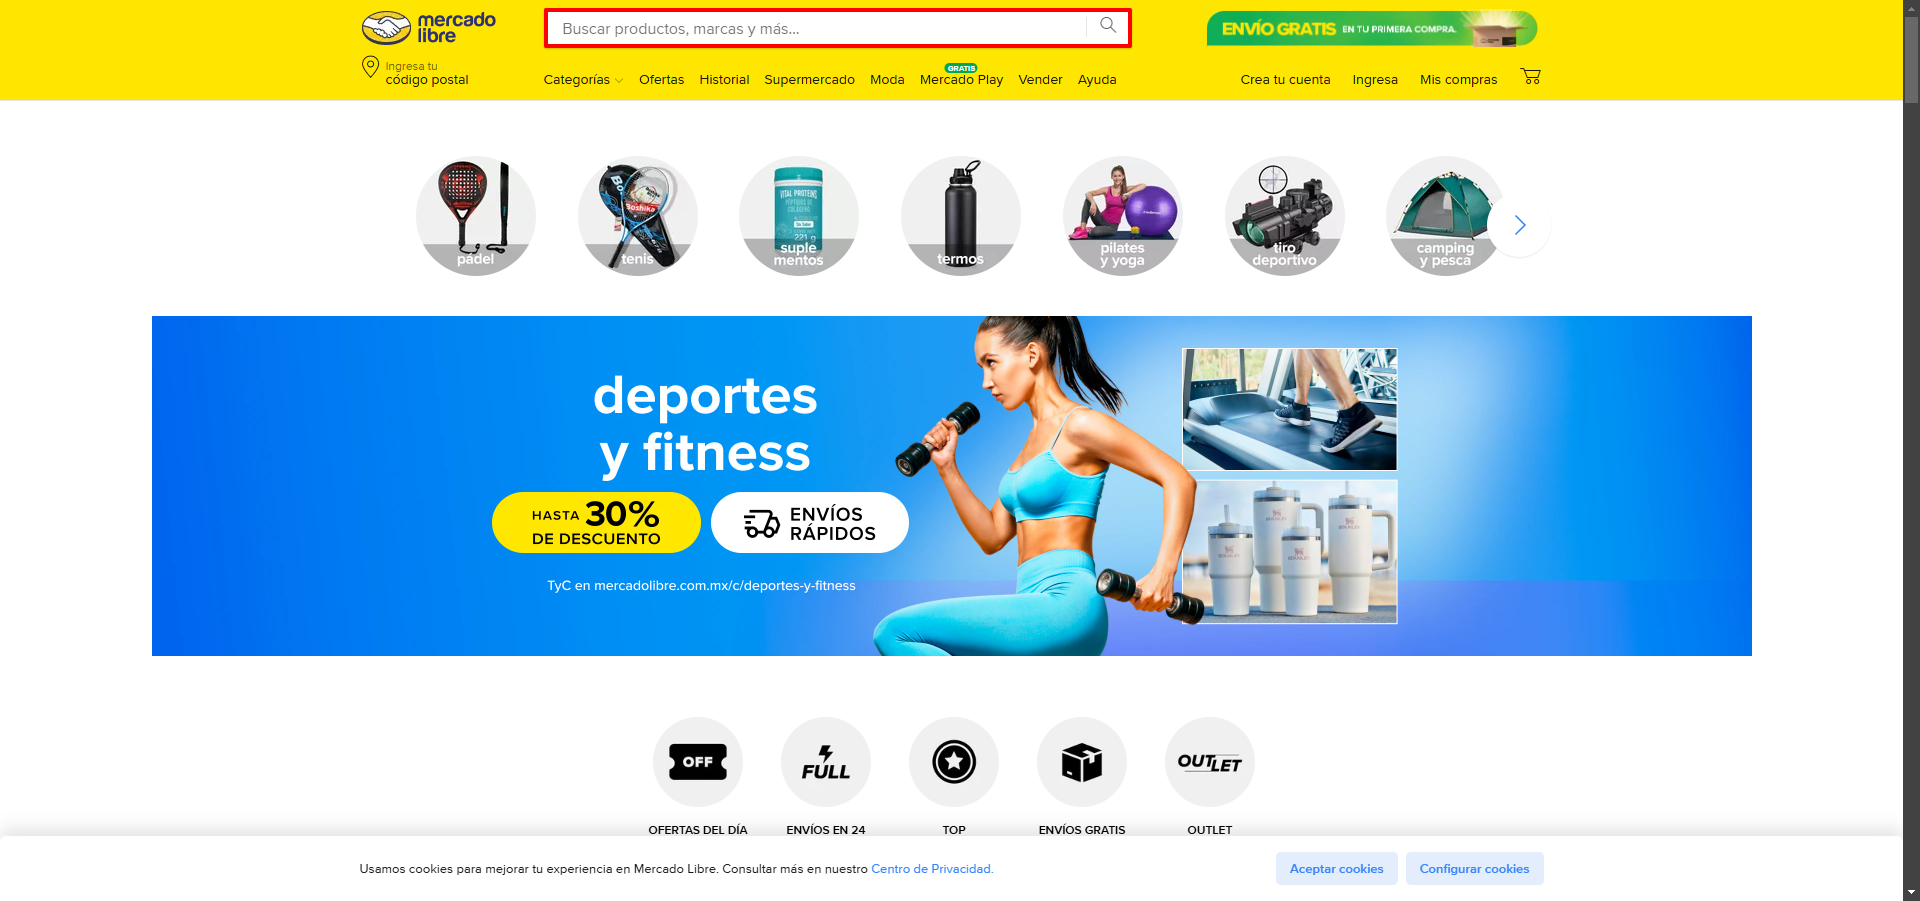 mercado
libre
Buscar productos, marcas y más...
ENVÍO GRATIS EN TU PRIMERA COMPRA.
Ingresa tu
código postal
Categorías
Ofertas
Historial
Supermercado
Moda
GRATIS
Mercado Play
Vender
Ayuda
Crea tu cuenta
Ingresa
Mis compras
pádel
Boshika
tenis
VITAL PROTEINS
221 g
suple
mentos
termos
pilates
y yoga
tiro
deportivo
camping
y pesca
deportes
y fitness
HASTA 30%
DE DESCUENTO
ENVÍOS
RÁPIDOS
TyC en mercadolibre.com.mx/c/deportes-y-fitness
OFF
FULL
OUTLET
OFERTAS DEL DÍA
ENVÍOS EN 24
TOP
ENVÍOS GRATIS
OUTLET
Usamos cookies para mejorar tu experiencia en Mercado Libre. Consultar más en nuestro Centro de Privacidad.
Aceptar cookies
Configurar cookies